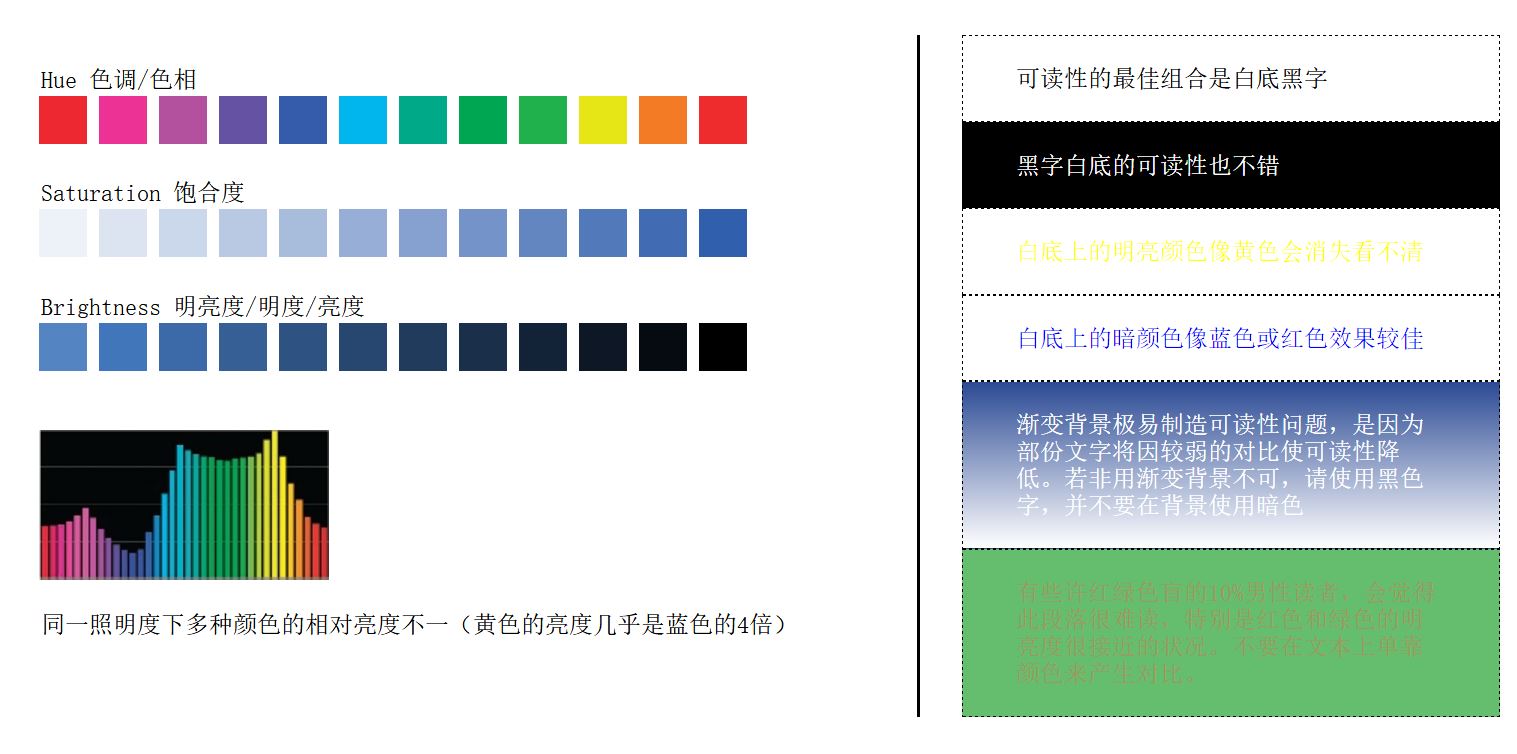 Hue 色调/色相
Saturation 饱合度
Brightness 明亮度/明度/亮度
同一照明度下多种颜色的相对亮度不一（黄色的亮度几乎是蓝色的4倍）
可读性的最佳组合是白底黑字
黑字白底的可读性也不错
白底上的明亮颜色像黄色会消失看不清
白底上的暗颜色像蓝色或红色效果较佳
渐变背景极易制造可读性问题，是因为
部份文字将因较弱的对比使可读性降
低。若非用渐变背景不可，请使用黑色
字，并不要在背景使用暗色
有些许红绿色盲的10%男性读者，会觉得
此段落很难读，特别是红色和绿色的明
亮度很接近的状况。不要在文本上单靠
颜色来产生对比。